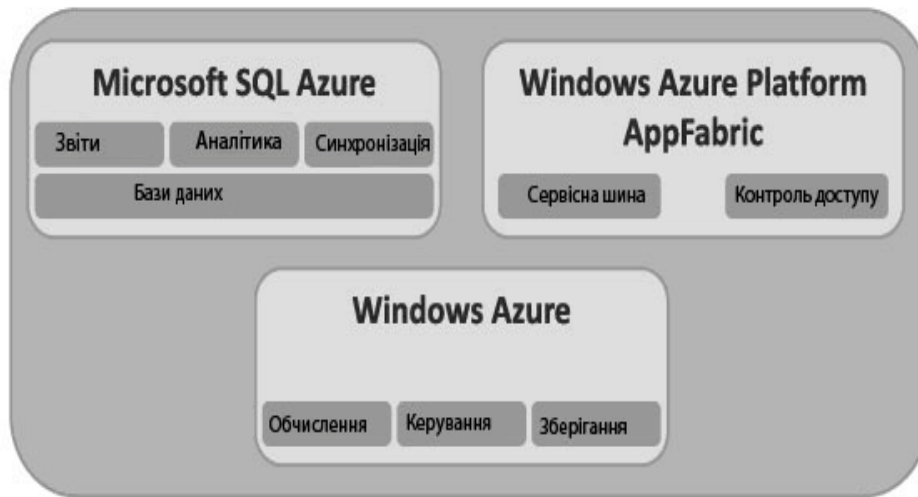 Microsoft SQL Azure
Звіти
Аналітика
Синхронізація
Бази даних
Windows Azure Platform
AppFabric
Сервісна шина
Контроль доступу
Windows Azure
Обчислення
Керування
Зберігання